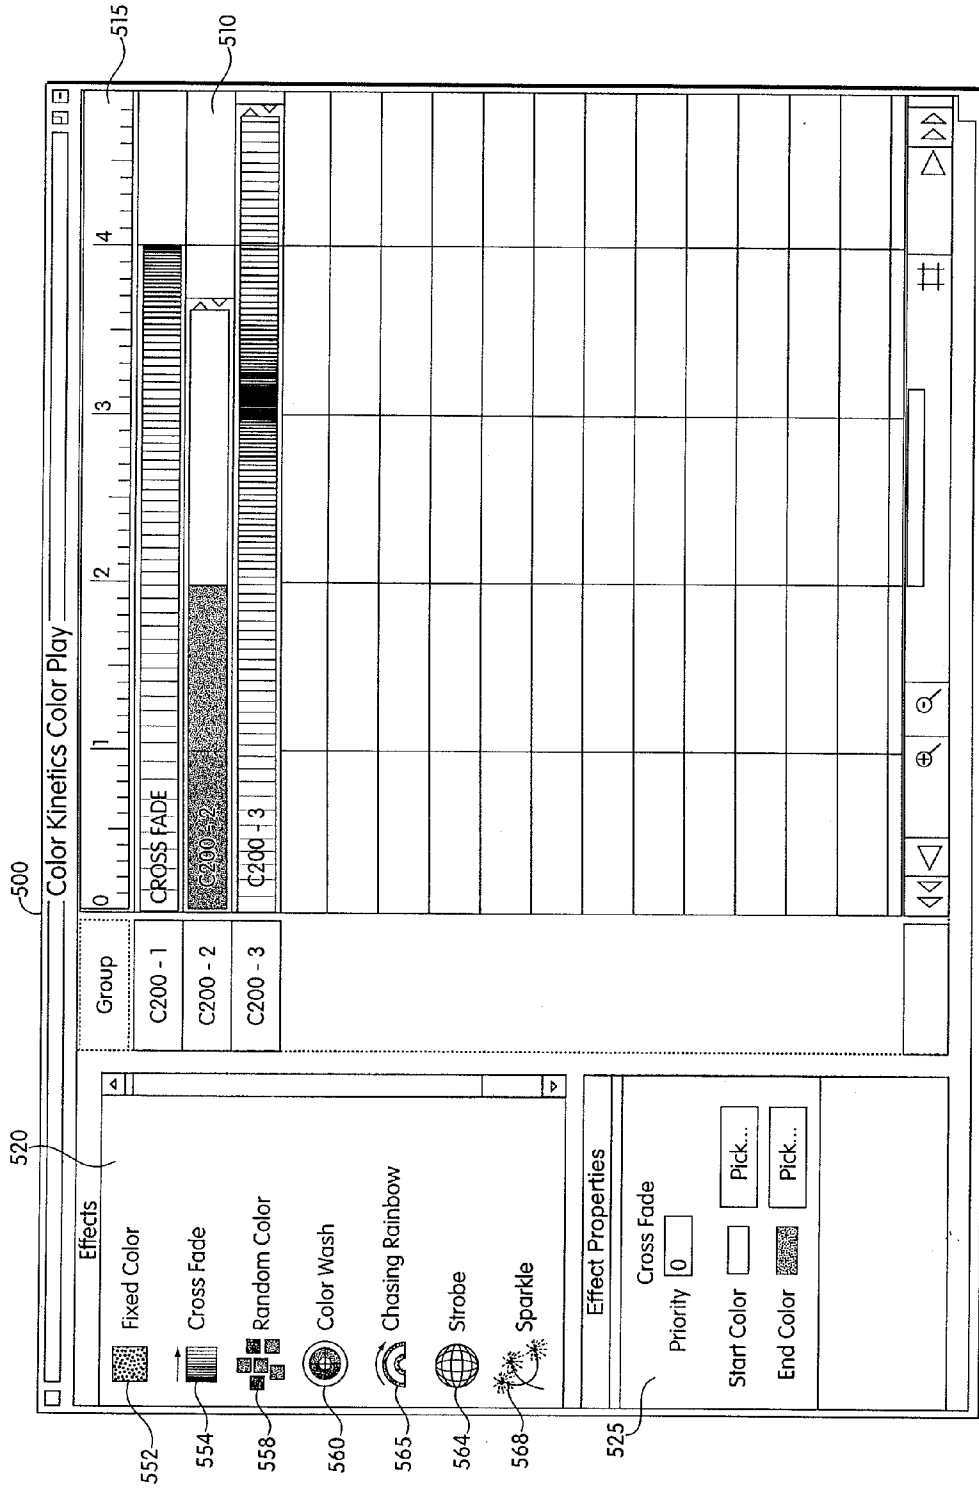 500
Color Kinetics Color Play
520
515
510
Effects
552
Fixed Color
554
Cross Fade
558
Random Color
560
Color Wash
565
Chasing Rainbow
564
Strobe
568
Sparkle
Effect Properties
525
Cross Fade
Priority 0
Start Color Pick...
End Color Pick...
Group
C200 - 1
C200 - 2
C200 - 3
0 1 2 3 4
CROSS FADE
C200 - 2
C200 - 3